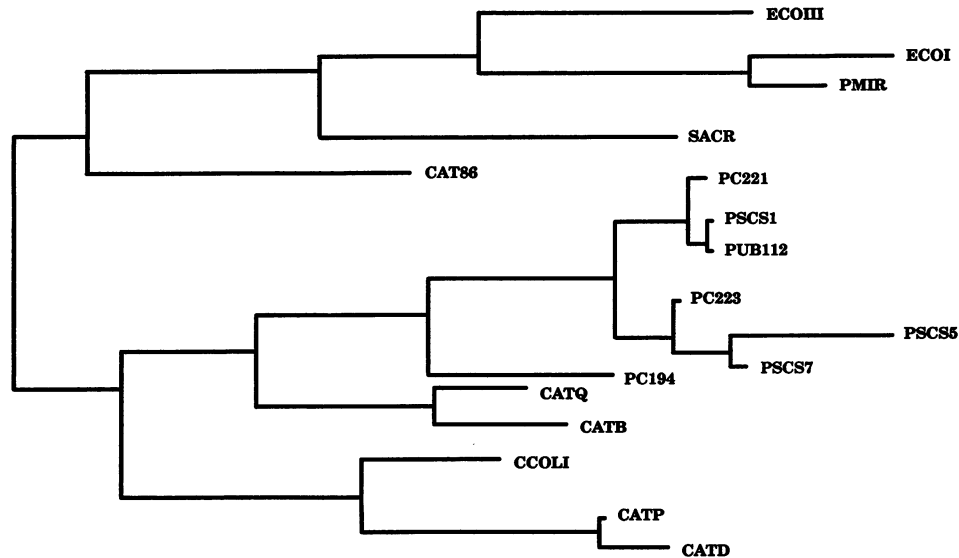 ECOIII
ECOI
PMIR
SACR
CAT86
PC221
PSCS1
PUB112
PC223
PSCS5
PSCS7
PC194
CATQ
CATB
CCOLI
CATP
CATD